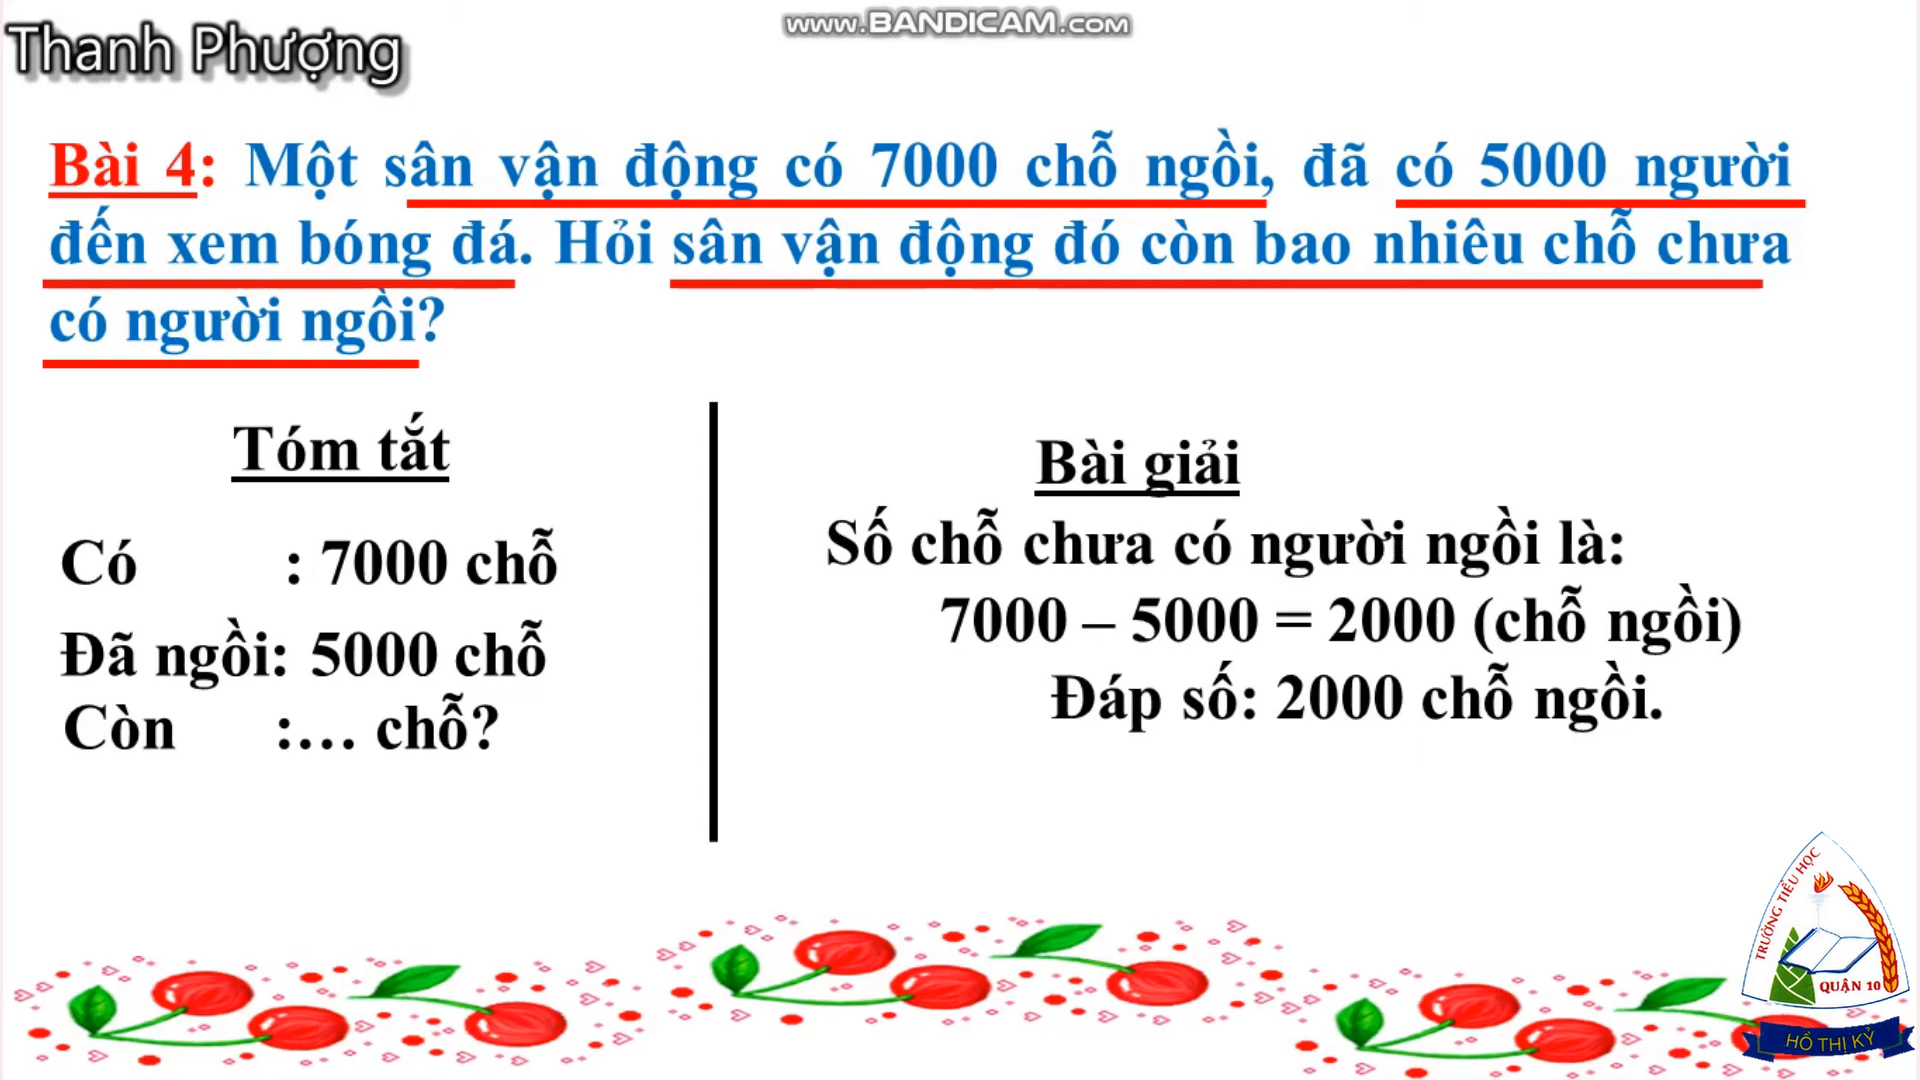 www.BANDICAM.com
Thanh Phượng
Bài 4: Một sân vận động có 7000 chỗ ngồi, đã có 5000 người
đến xem bóng đá. Hỏi sân vận động đó còn bao nhiêu chỗ chưa
có người ngồi?
Tóm tắt
Có : 7000 chỗ
Đã ngồi: 5000 chỗ
Còn :... chỗ?
Bài giải
Số chỗ chưa có người ngồi là:
7000 – 5000 = 2000 (chỗ ngồi)
Đáp số: 2000 chỗ ngồi.
TRƯỜNG TIỂU HỌC
QUẬN 10
HỒ THỊ KỶ